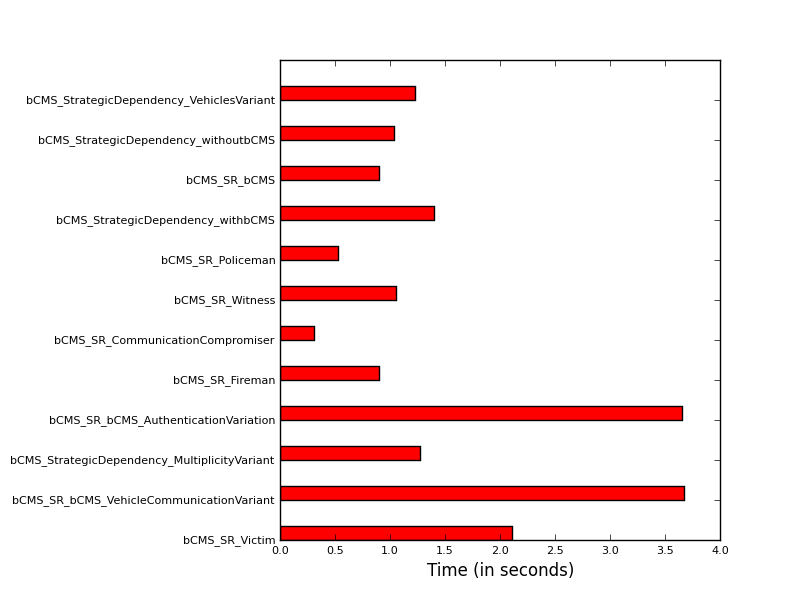 bCMS_StrategicDependency_VehiclesVariant
bCMS_StrategicDependency_withoutbCMS
bCMS_SR_bCMS
bCMS_StrategicDependency_withbCMS
bCMS_SR_Policeman
bCMS_SR_Witness
bCMS_SR_CommunicationCompromiser
bCMS_SR_Fireman
bCMS_SR_bCMS_AuthenticationVariation
bCMS_StrategicDependency_MultiplicityVariant
bCMS_SR_bCMS_VehicleCommunicationVariant
bCMS_SR_Victim
0.0 0.5 1.0 1.5 2.0 2.5 3.0 3.5 4.0
Time (in seconds)